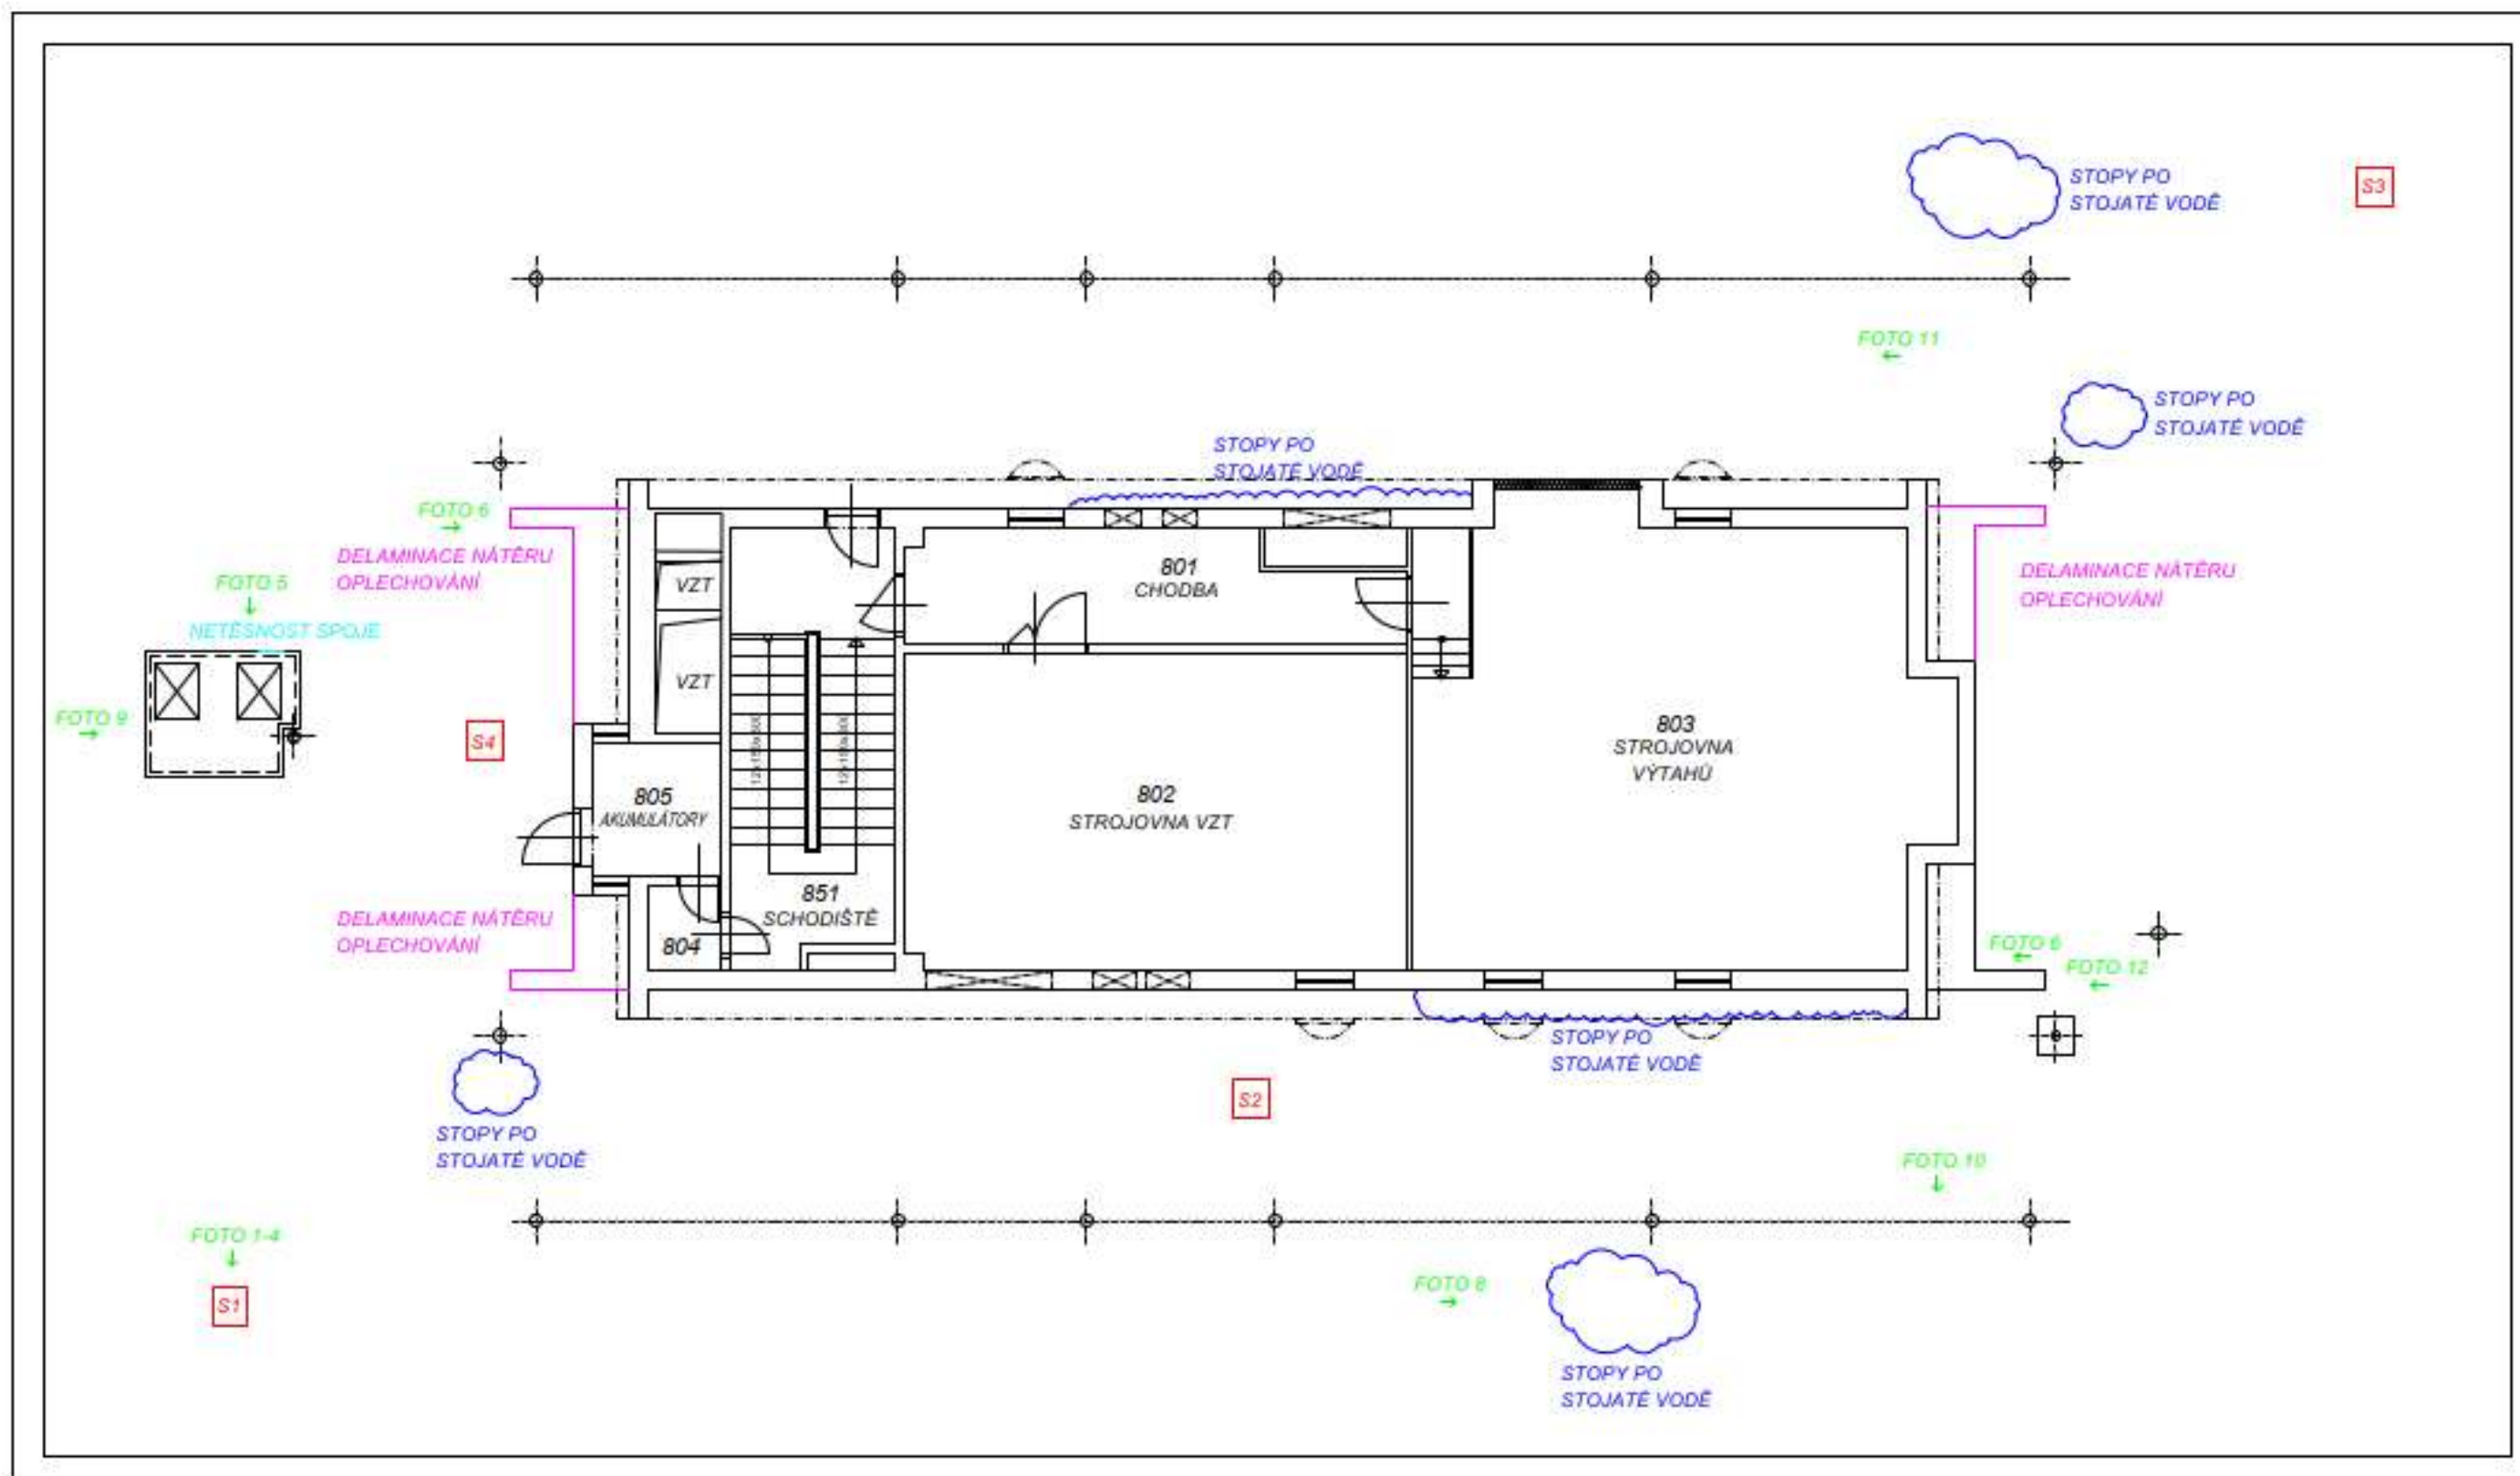 STOPY PO
STOJATÉ VODĚ
S3
FOTO 11
STOPY PO
STOJATÉ VODĚ
STOPY PO
STOJATÉ VODĚ
FOTO 6
DELAMINACE NÁTĚRU
OPLECHOVÁNÍ
FOTO 5
NETĚSNOST SPOJE
VZT
801
CHODBA
DELAMINACE NÁTĚRU
OPLECHOVÁNÍ
VZT
FOTO 9
S4
12x150x300
12x150x300
803
STROJOVNA
VÝTAHŮ
805
AKUMULÁTORY
802
STROJOVNA VZT
851
SCHODIŠTĚ
DELAMINACE NÁTĚRU
OPLECHOVÁNÍ
804
FOTO 6
FOTO 12
STOPY PO
STOJATÉ VODĚ
S2
STOPY PO
STOJATÉ VODĚ
FOTO 10
FOTO 1-4
S1
FOTO 8
STOPY PO
STOJATÉ VODĚ